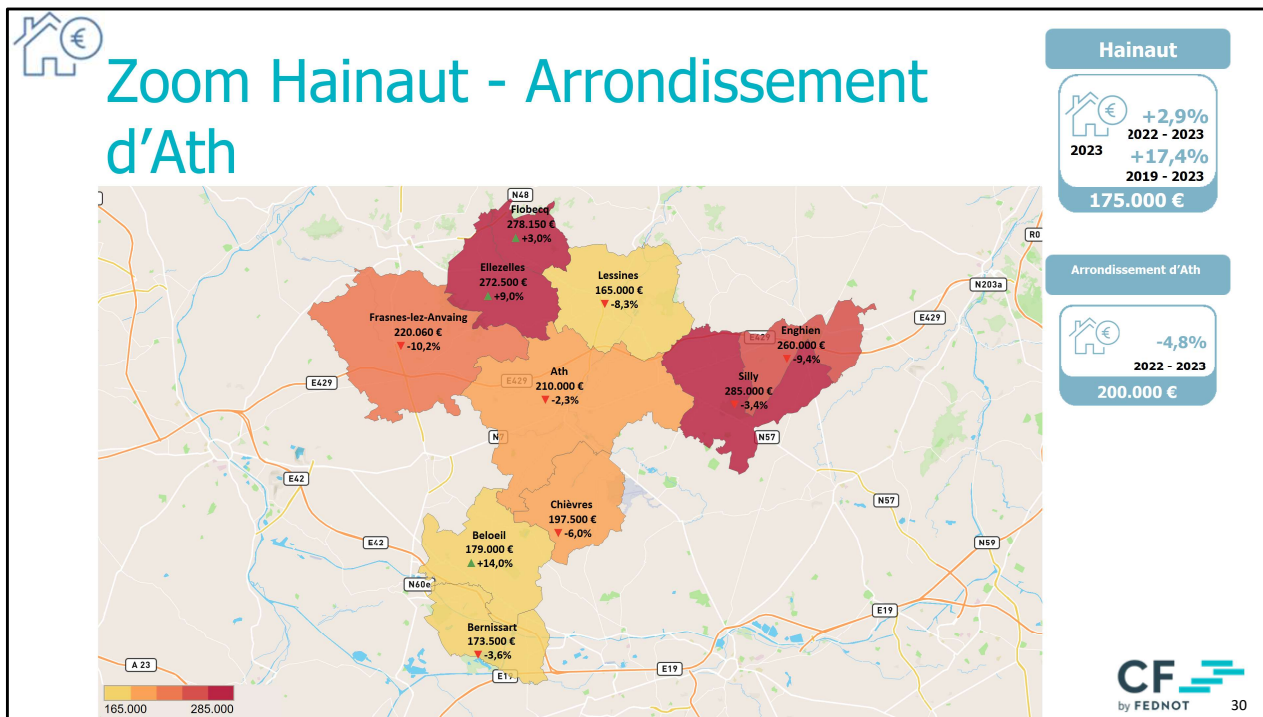 Zoom Hainaut - Arrondissement
d’Ath
Hainaut
€
+2,9%
2022 - 2023
2023
+17,4%
2019 - 2023
175.000 €
Arrondissement d’Ath
€
-4,8%
2022 - 2023
200.000 €
€
N48
Flobecq
278.150 €
+3,0%
Ellezelles
272.500 €
+9,0%
Lessines
165.000 €
-8,3%
Frasnes-lez-Anvaing
220.060 €
-10,2%
Enghien
260.000 €
-9,4%
Silly
285.000 €
-3,4%
Ath
210.000 €
-2,3%
Chièvres
197.500 €
-6,0%
Beloeil
179.000 €
+14,0%
Bernissart
173.500 €
-3,6%
R0
N203a
E429
E429
E429
E429
N7
N57
E42
N57
E42
N59
N60e
E19
A 23
E19
E19
165.000
285.000
CF
by FEDNOT
30